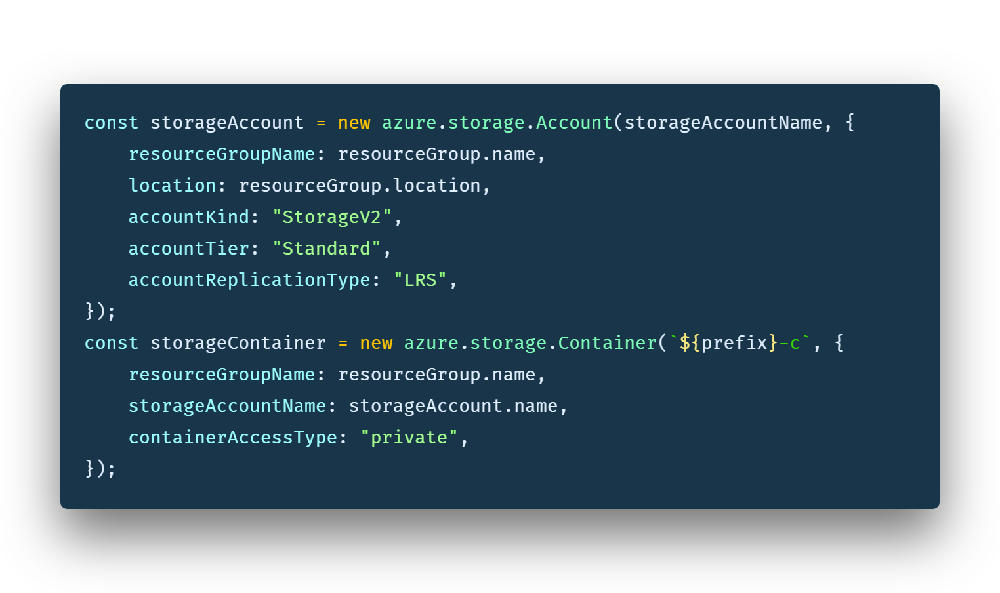 const storageAccount = new azure.storage.Account(storageAccountName, {
    resourceGroupName: resourceGroup.name,
    location: resourceGroup.location,
    accountKind: "StorageV2",
    accountTier: "Standard",
    accountReplicationType: "LRS",
});
const storageContainer = new azure.storage.Container(`${prefix}-c`, {
    resourceGroupName: resourceGroup.name,
    storageAccountName: storageAccount.name,
    containerAccessType: "private",
});